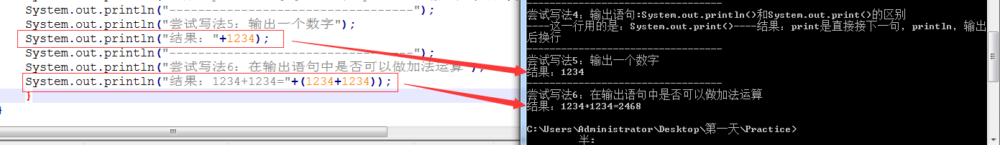 System.out.println("-----------------------------------");
System.out.println("尝试写法5：输出一个数字");
System.out.println("结果："+1234);
System.out.println("-----------------------------------");
System.out.println("尝试写法6：在输出语句中是否可以做加法运算");
System.out.println("结果：1234+1234="+(1234+1234));
}
}
-----------------------------------
尝试写法4：输出语句:System.out.println()和System.out.print()的区别
----这一行用的是：System.out.print()----结果：print是直接接下一句，println，输出
后换行
-----------------------------------
尝试写法5：输出一个数字
结果：1234
-----------------------------------
尝试写法6：在输出语句中是否可以做加法运算
结果：1234+1234=2468
C:\Users\Administrator\Desktop\第一天\Practice>
半: